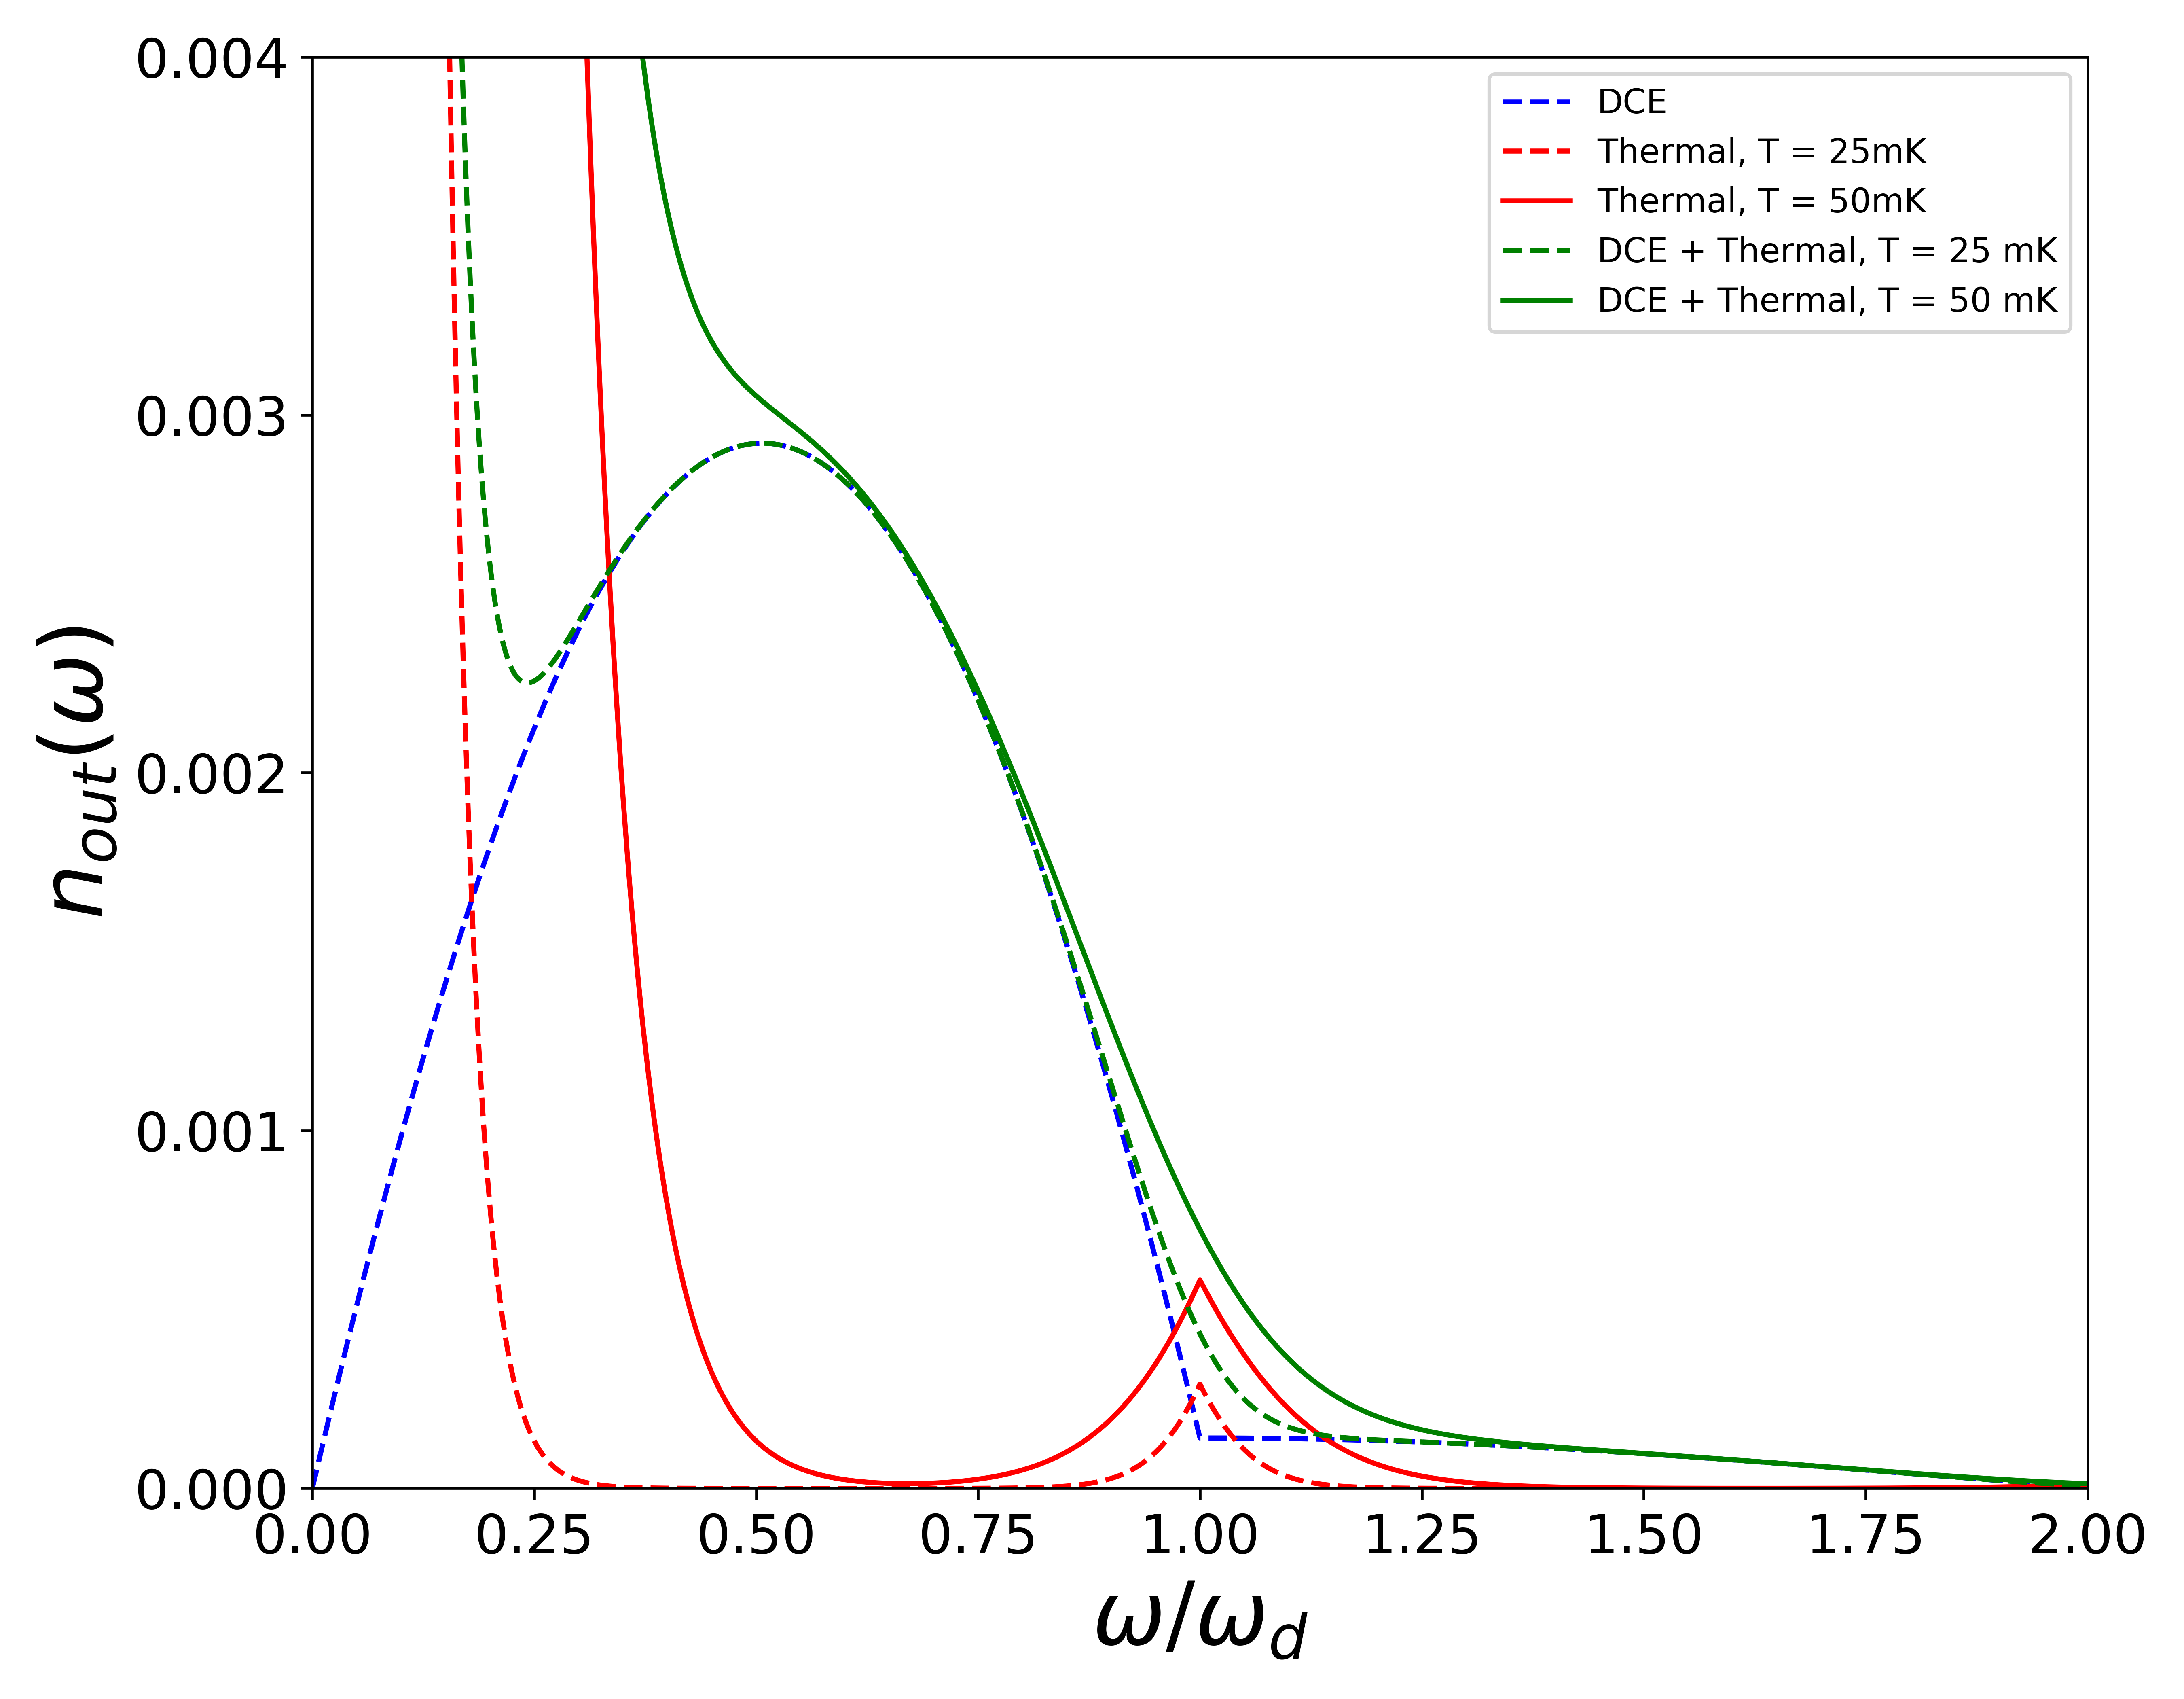 0.004
0.003
0.002
0.001
0.000
n_out(ω)
DCE
Thermal, T = 25mK
Thermal, T = 50mK
DCE + Thermal, T = 25 mK
DCE + Thermal, T = 50 mK
0.00 0.25 0.50 0.75 1.00 1.25 1.50 1.75 2.00
ω/ω_d